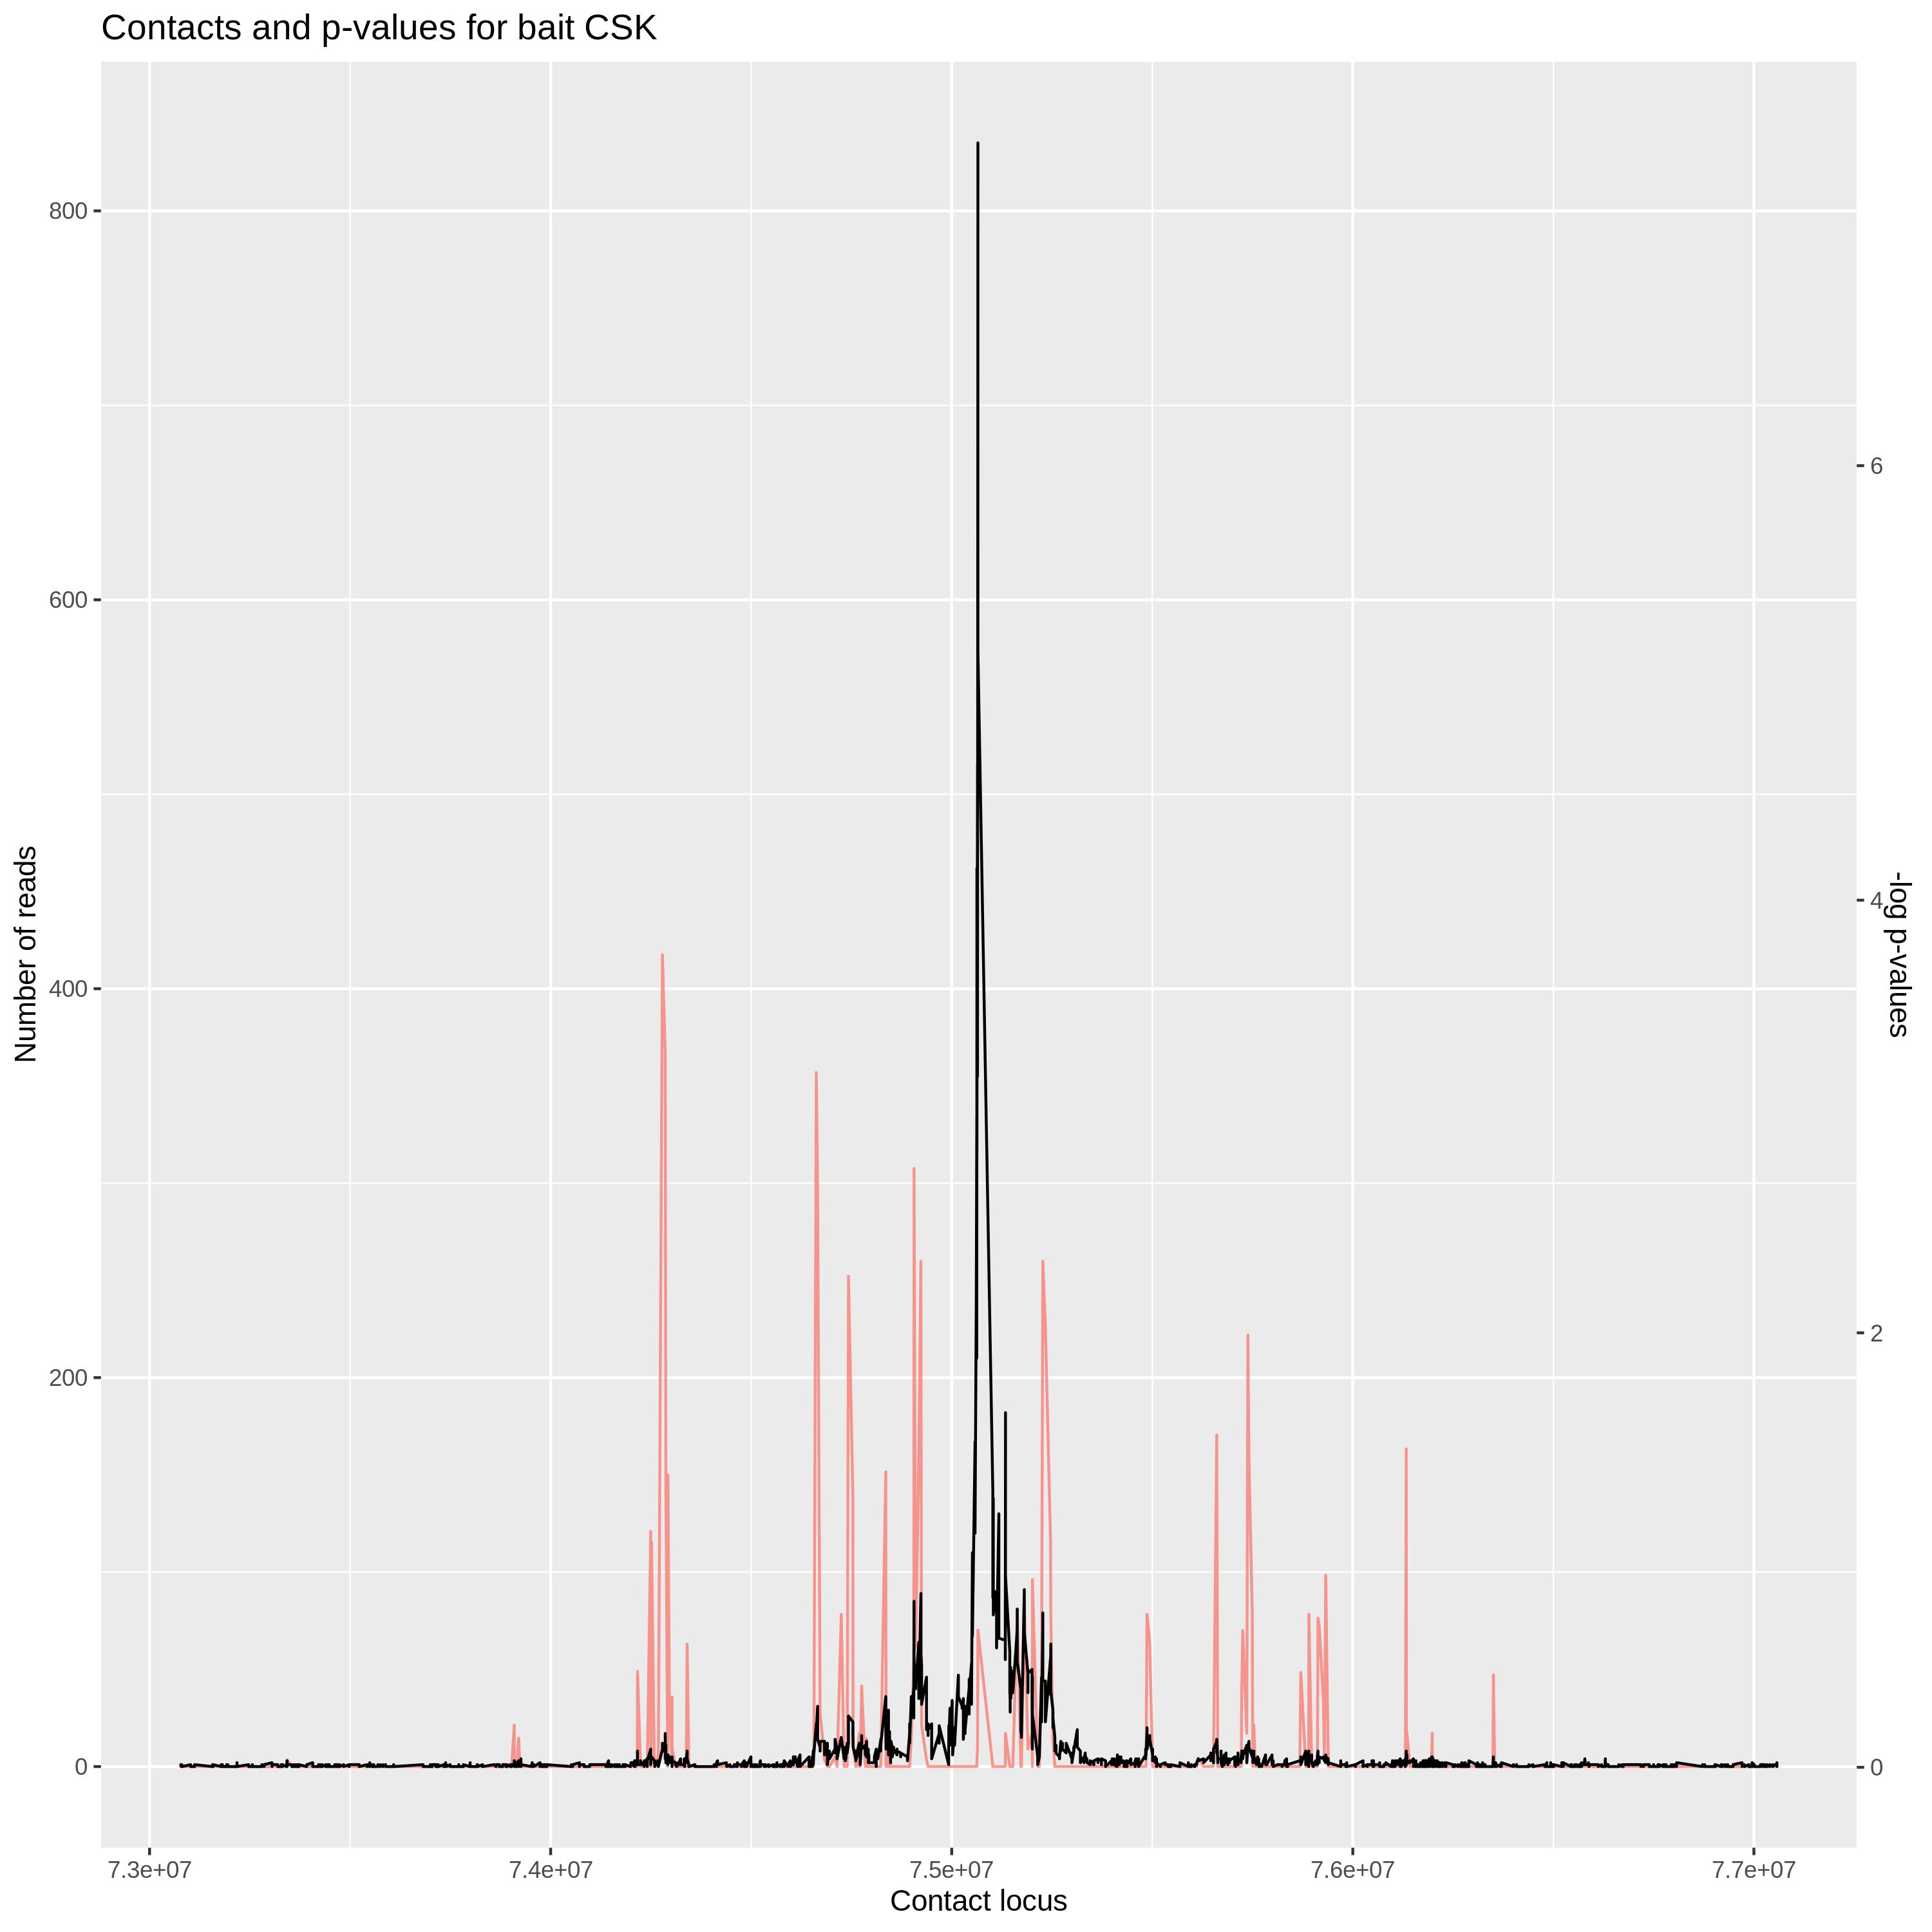 Contacts and p-values for bait CSK
800
600
400
200
0
Number of reads
6
4
2
0
-log p-values
7.3e+07 7.4e+07 7.5e+07 7.6e+07 7.7e+07
Contact locus